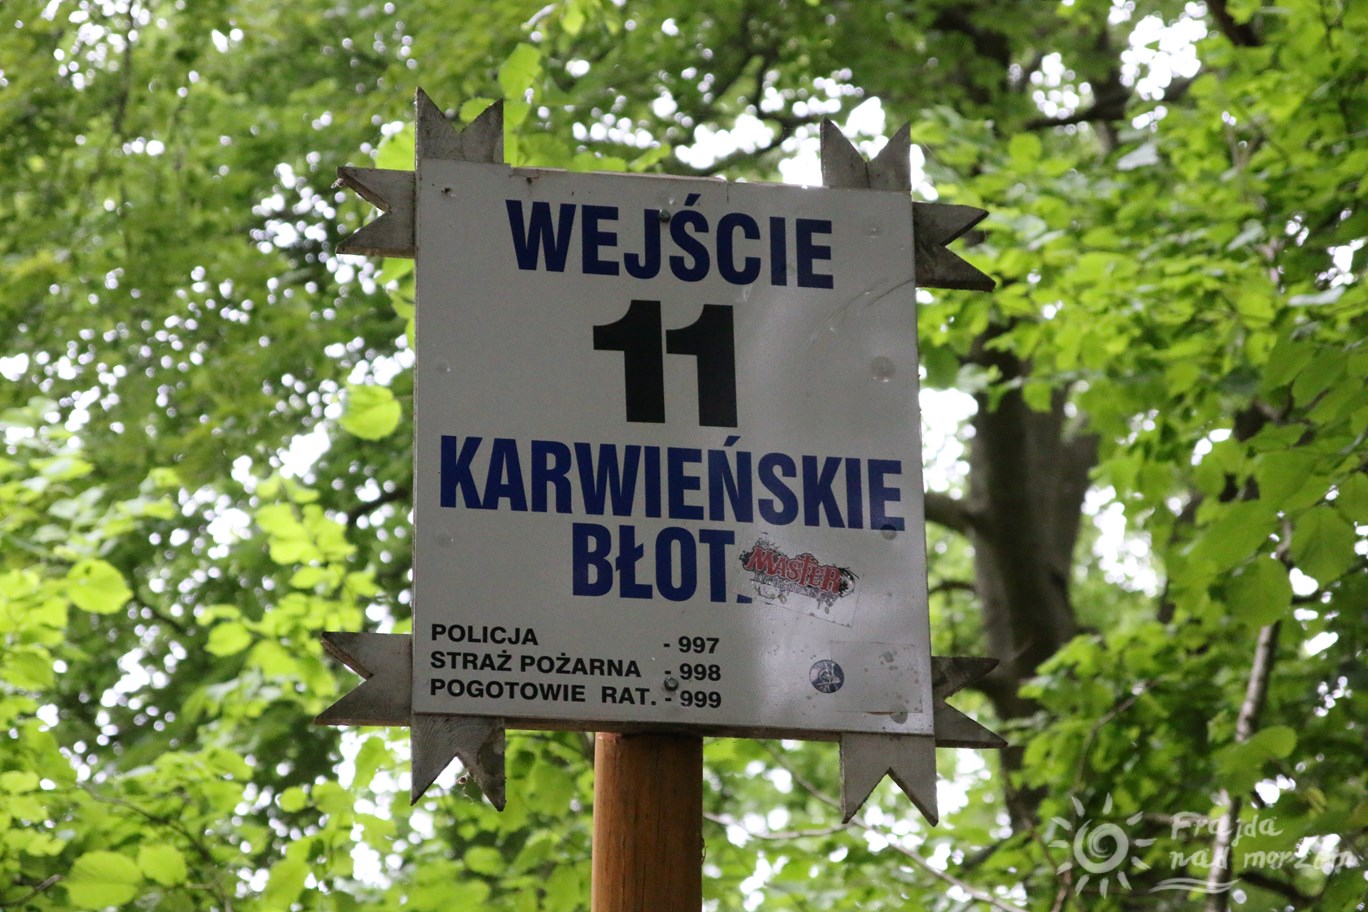 WEJŚCIE
11
KARWIEŃSKIE
BŁOT.
MASTER
POLICJA - 997
STRAŻ POŻARNA - 998
POGOTOWIE RAT. - 999
Frajda
nad morzem